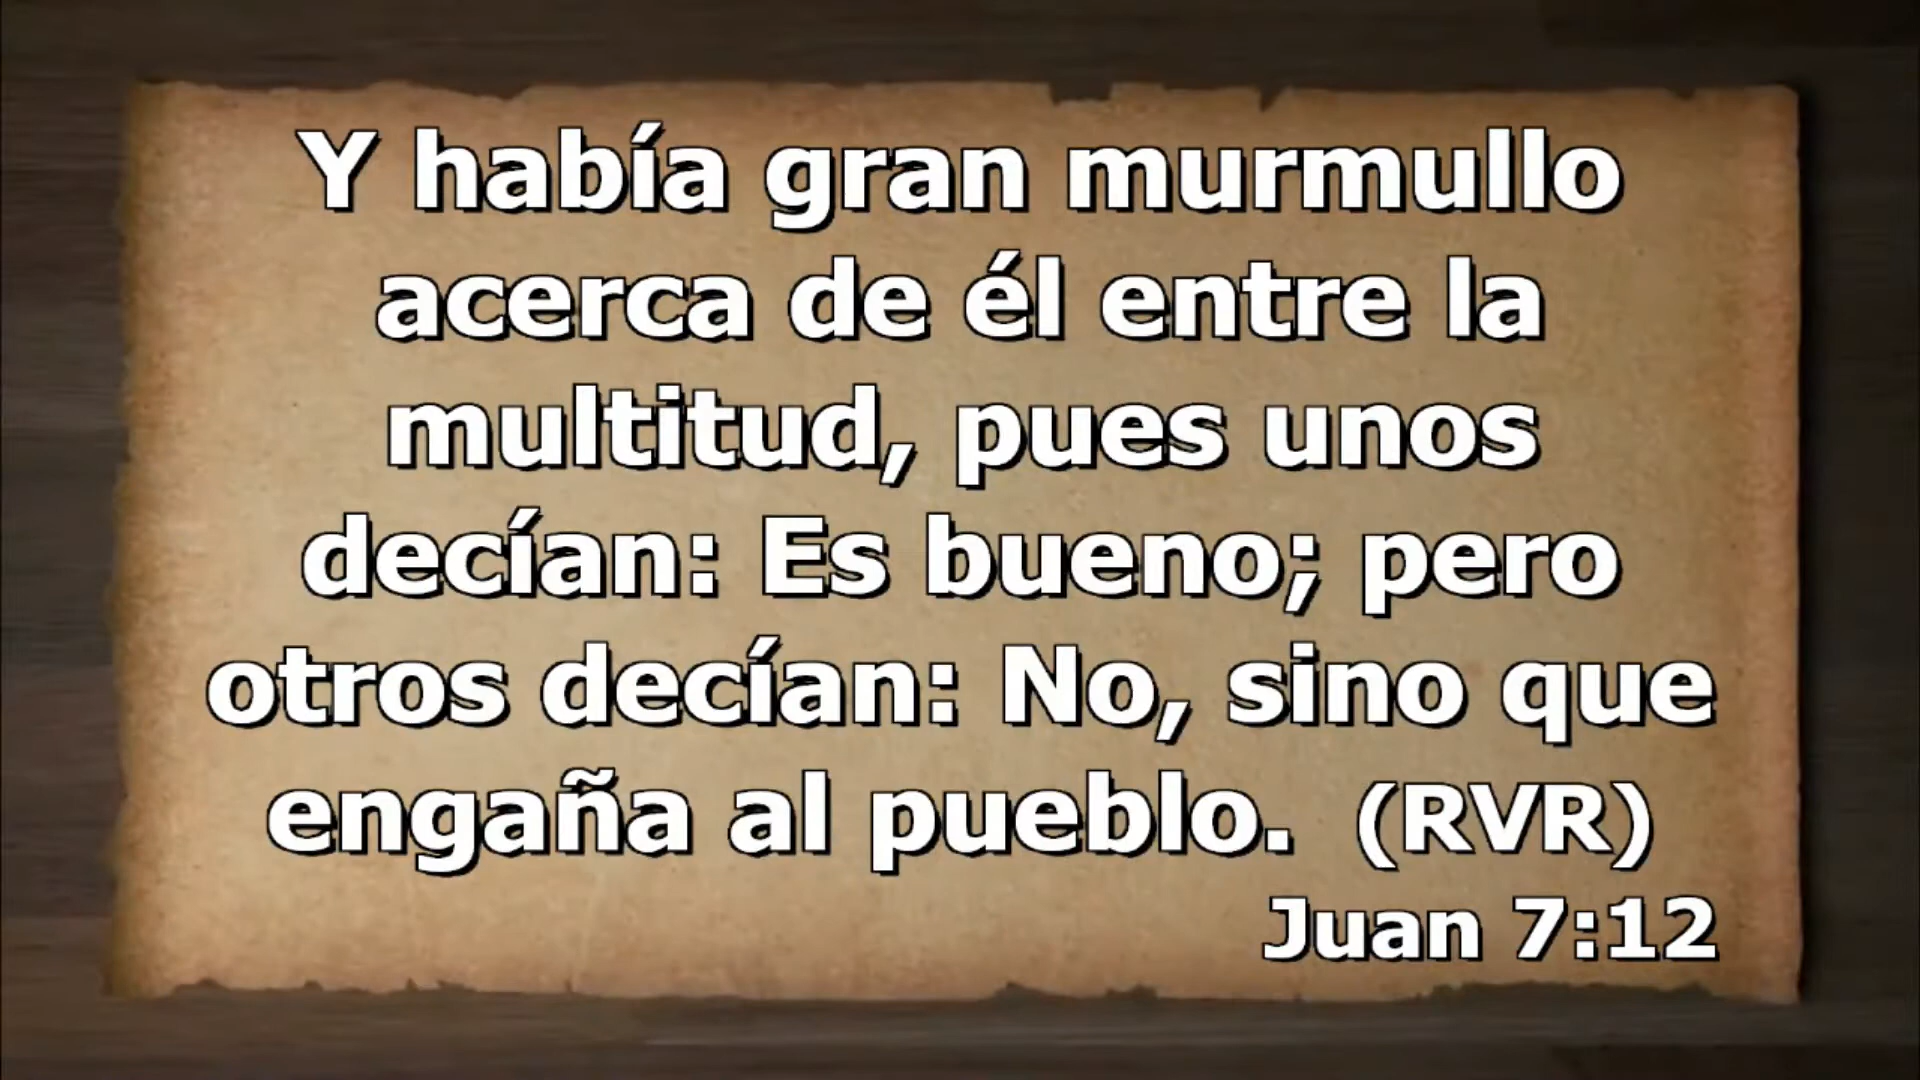 Y había gran murmullo
acerca de él entre la
multitud, pues unos
decían: Es bueno; pero
otros decían: No, sino que
engaña al pueblo. (RVR)
Juan 7:12